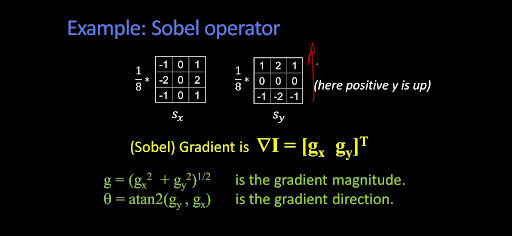 Example: Sobel operator
1/8 * -1 0 1 1/8 * 1 2 1
-2 0 2 0 0 0 (here positive y is up)
-1 0 1 -1 -2 -1
Sx Sy
(Sobel) Gradient is ∇I = [gx gy]ᵀ
g = (gx² + gy²)^1/2 is the gradient magnitude.
θ = atan2(gy , gx) is the gradient direction.